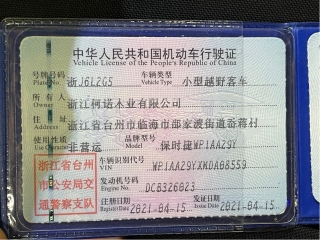 中华人民共和国机动车行驶证
Vehicle License of the People's Republic of China
号牌号码 浙J6LZG5 车辆类型 小型越野客车
Plate No. Vehicle Type
所有人 浙江柯诺木业有限公司
Owner
住址 浙江省台州市临海市邵家渡街道岙蒋村
Address
使用性质 非营运 品牌型号 保时捷WP1AA29Y
Use Character Model
浙江省台州市公安局交通警察支队
车辆识别代号 WP1AA29YXMDA08559
VIN
发动机号码 DCB326023
Engine No.
注册日期 2021-04-15 发证日期 2021-04-15
Register Date Issue Date